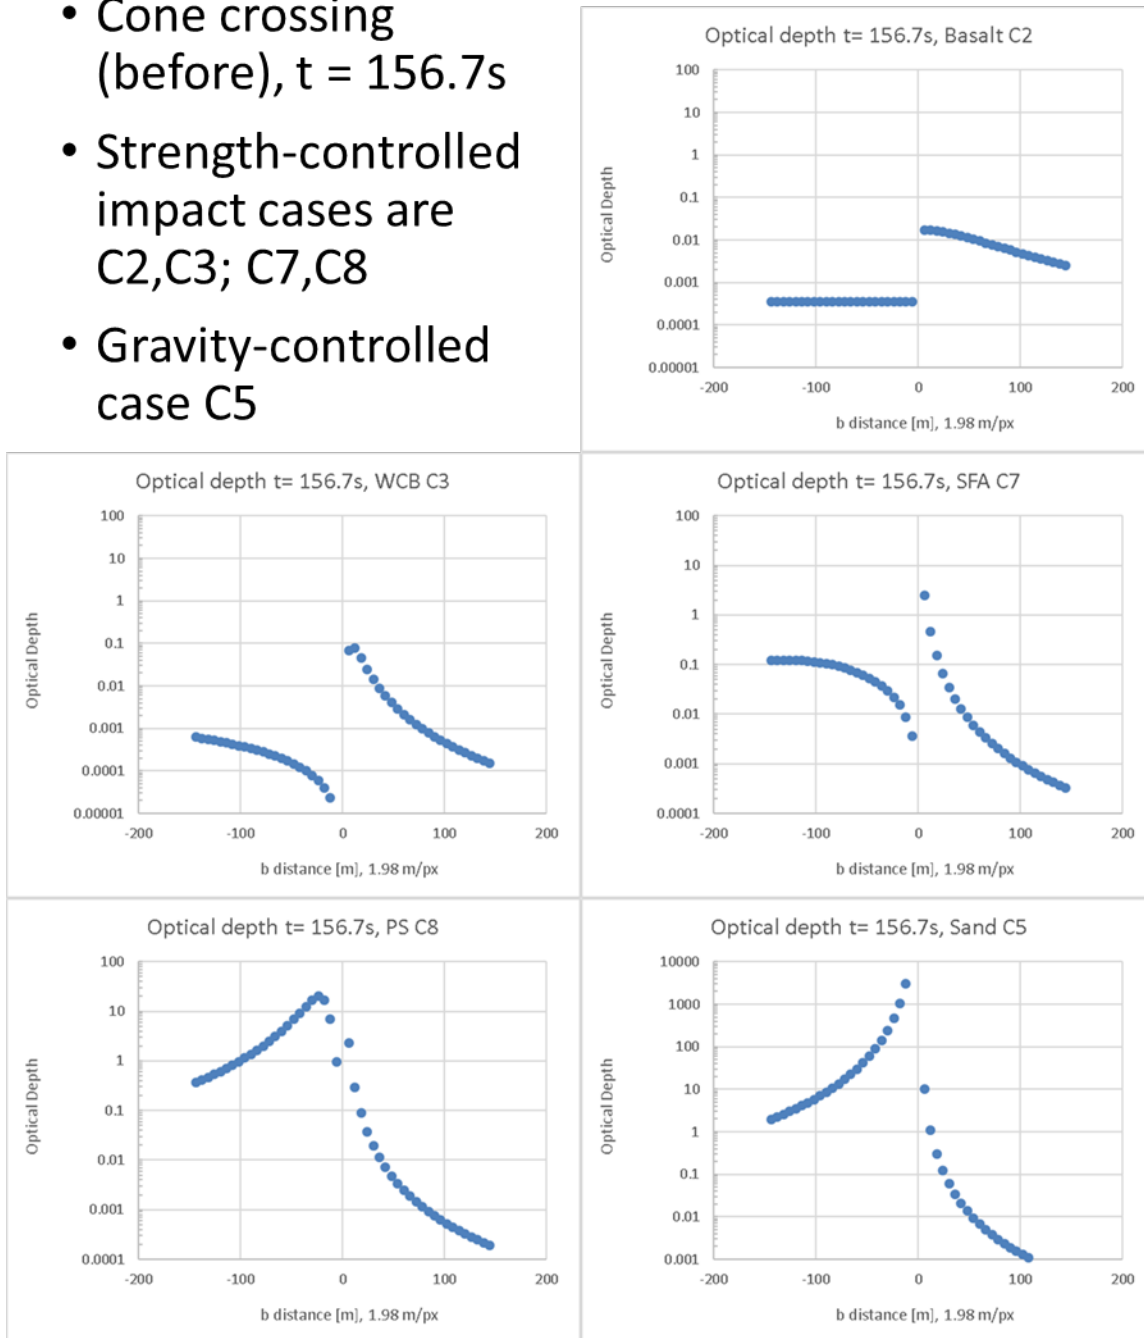 • Cone crossing
(before), t = 156.7s
• Strength-controlled
impact cases are
C2,C3; C7,C8
• Gravity-controlled
case C5
Optical depth t= 156.7s, Basalt C2
Optical Depth
100
10
1
0.1
0.01
0.001
0.0001
0.00001
-200 -100 0 100 200
b distance [m], 1.98 m/px
Optical depth t= 156.7s, WCB C3
Optical Depth
100
10
1
0.1
0.01
0.001
0.0001
0.00001
-200 -100 0 100 200
b distance [m], 1.98 m/px
Optical depth t= 156.7s, SFA C7
Optical Depth
100
10
1
0.1
0.01
0.001
0.0001
-200 -100 0 100 200
b distance [m], 1.98 m/px
Optical depth t= 156.7s, PS C8
Optical Depth
100
10
1
0.1
0.01
0.001
0.0001
-200 -100 0 100 200
b distance [m], 1.98 m/px
Optical depth t= 156.7s, Sand C5
Optical Depth
10000
1000
100
10
1
0.1
0.01
0.001
-200 -100 0 100 200
b distance [m], 1.98 m/px